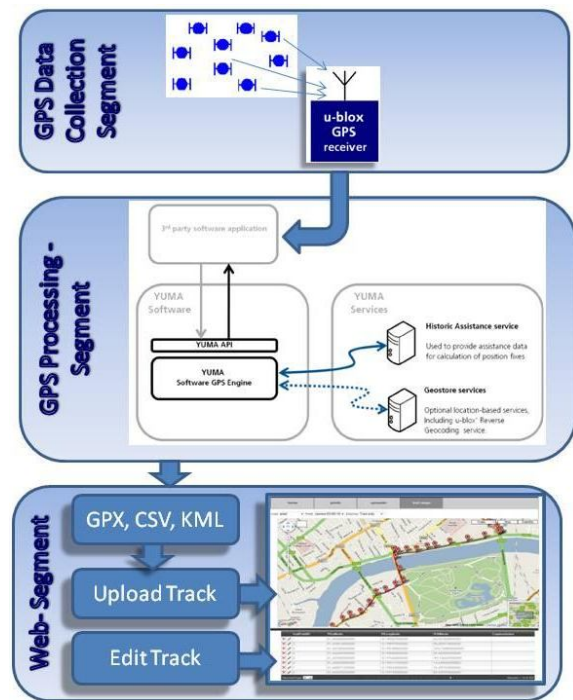 GPS Data
Collection
Segment
u-blox
GPS
receiver
GPS Processing -
Segment
3rd party software application
YUMA
Software
YUMA API
YUMA
Software GPS Engine
YUMA
Services
Historic Assistance service
Used to provide assistance data
for calculation of position fixes
Geostore services
Optional location-based services,
Including u-blox' Reverse
Geocoding service.
Web- Segment
GPX, CSV, KML
Upload Track
Edit Track